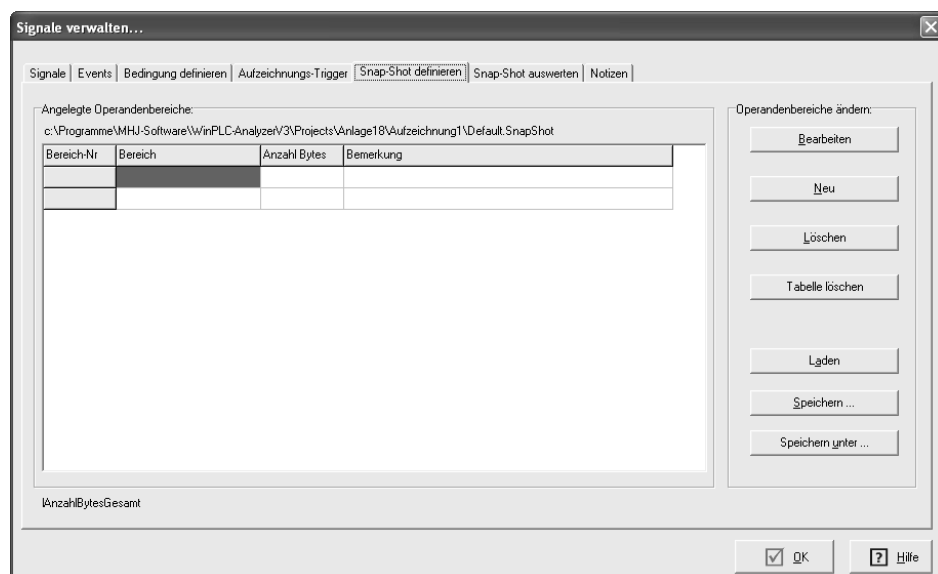 Signale verwalten...
Signale Events Bedingung definieren Aufzeichnungs-Trigger Snap-Shot definieren Snap-Shot auswerten Notizen
Angelegte Operandenbereiche:
c:\Programme\MHJ-Software\WinPLC-AnalyzerV3\Projects\Anlage18\Aufzeichnung1\Default.SnapShot
Bereich-Nr Bereich Anzahl Bytes Bemerkung
lAnzahlBytesGesamt
Operandenbereiche ändern:
Bearbeiten
Neu
Löschen
Tabelle löschen
Laden
Speichern ...
Speichern unter ...
OK
? Hilfe